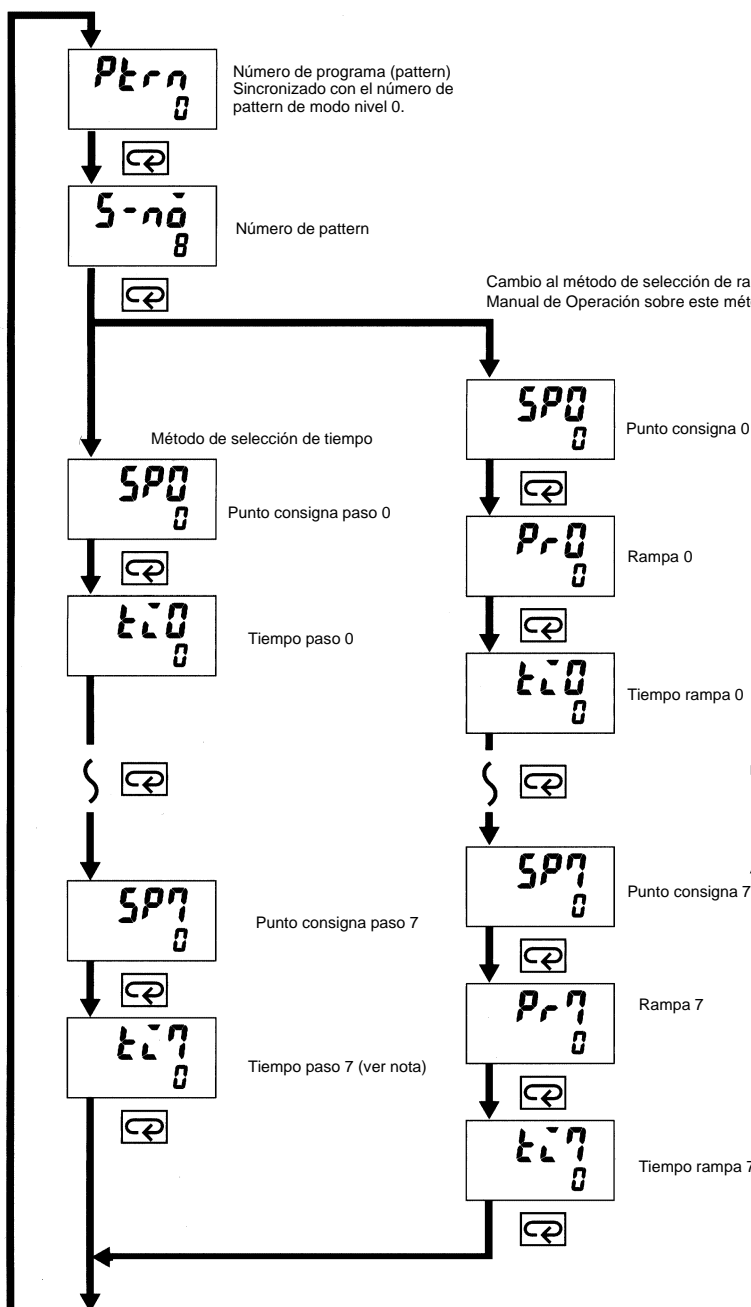 Ptrn
0
Número de programa (pattern)
Sincronizado con el número de
pattern de modo nivel 0.
S-no
8
Número de pattern
Cambio al método de selección de
Manual de Operación sobre este
Método de selección de tiempo
SP0
0
Punto consigna paso 0
ti0
0
Tiempo paso 0
SP7
0
Punto consigna paso 7
ti7
0
Tiempo paso 7 (ver nota)
SP0
0
Punto consigna 0
Pr0
0
Rampa 0
ti0
0
Tiempo rampa 0
SP7
0
Punto consigna 7
Pr7
0
Rampa 7
ti7
0
Tiempo rampa 7